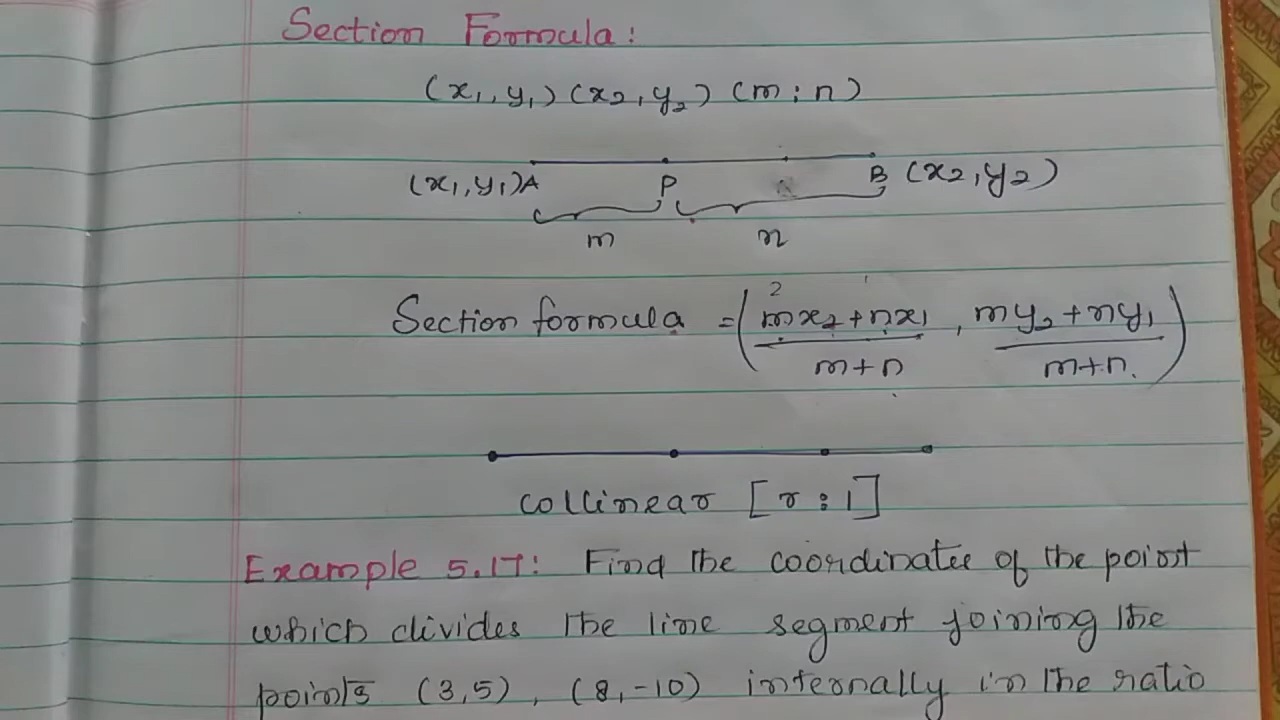 Section Formula:
(x₁, y₁) (x₂, y₂) (m : n)
(x₁, y₁) A P B (x₂, y₂)
m n
Section formula = (mx₂ + nx₁ / m+n , my₂ + ny₁ / m+n)
collinear [r : 1]
Example 5.17: Find the coordinates of the point
which divides the line segment joining the
points (3,5), (8,-10) internally in the ratio